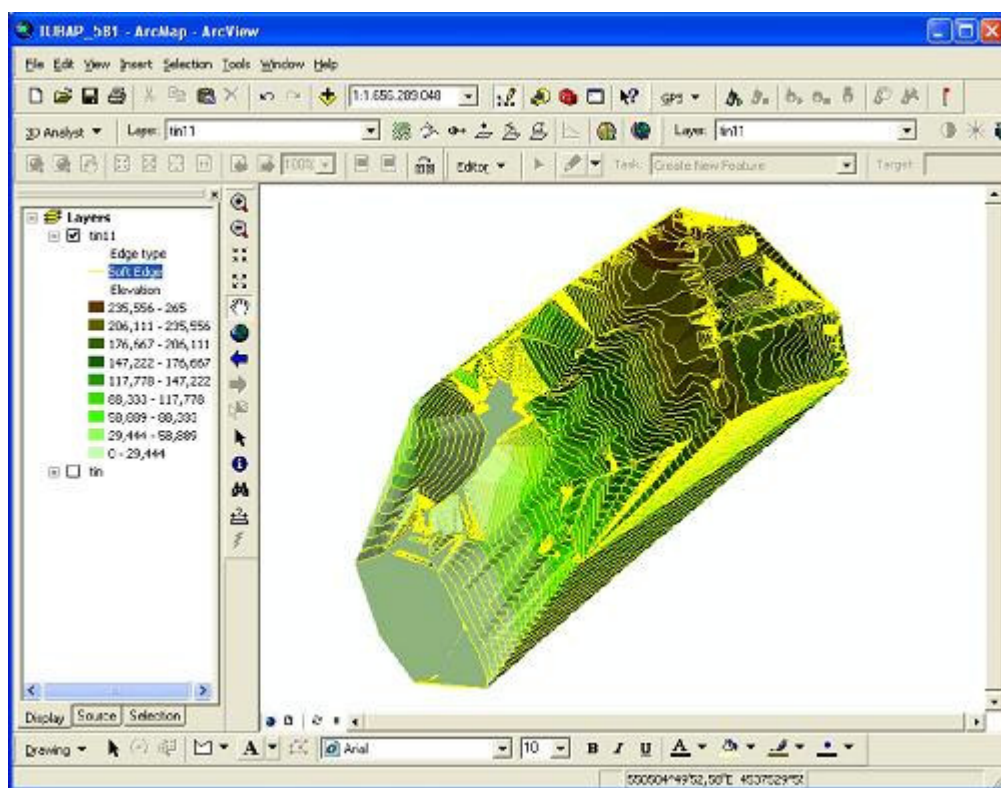 TUBAP_581 - ArcMap - ArcView
File Edit View Insert Selection Tools Window Help
1:1.656.289.048 GPS
3D Analyst Layer: tin11 Layer: tin11
100% Editor Task: Create New Feature Target:
Layers
tin11
Edge type
Soft Edge
Elevation
235,556 - 265
206,111 - 235,556
176,667 - 206,111
147,222 - 176,667
117,778 - 147,222
88,333 - 117,778
58,889 - 88,333
29,444 - 58,889
0 - 29,444
tin
Display Source Selection
Drawing A Arial 10 B I U A